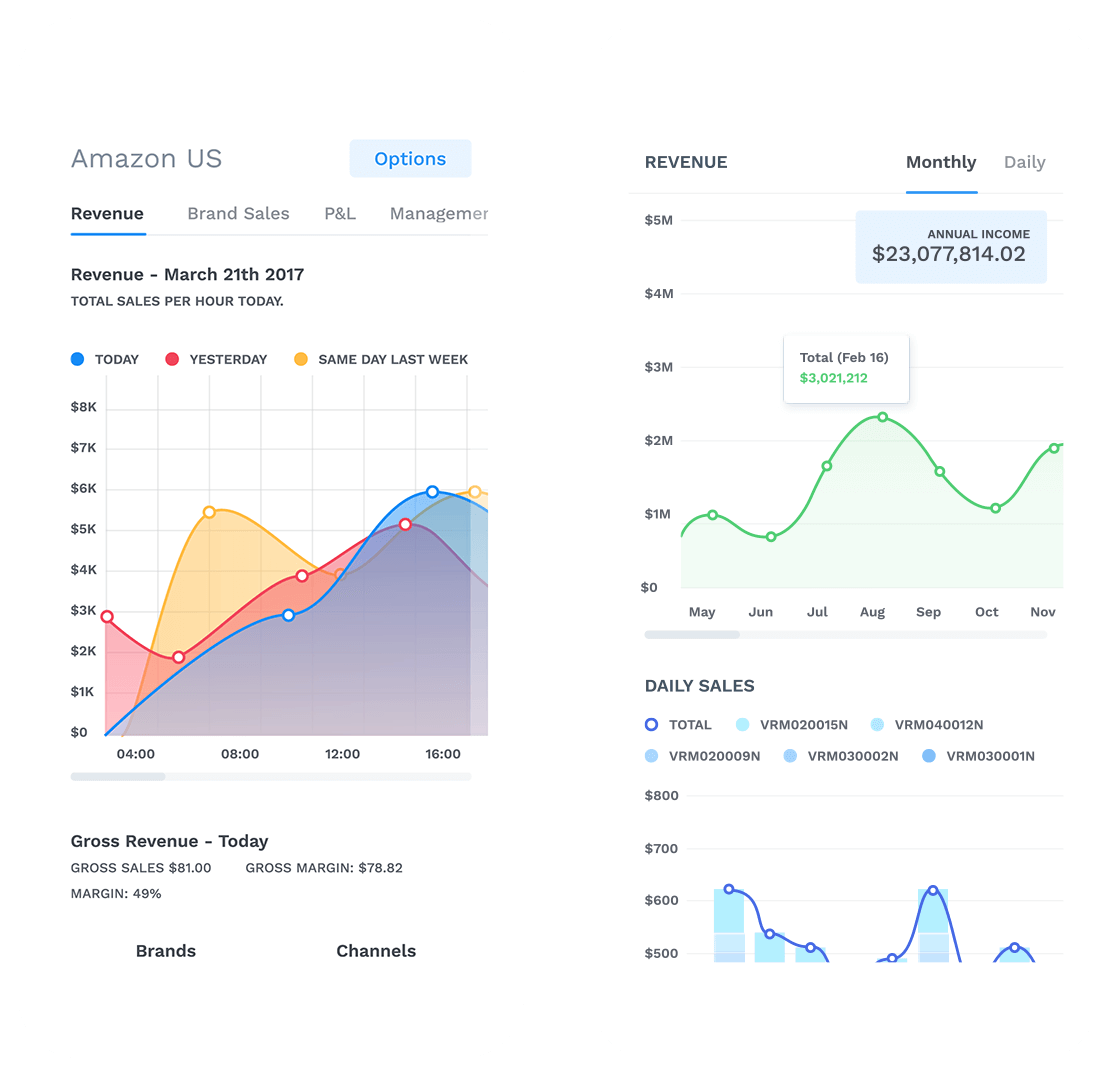 Amazon US
Options
Revenue
Brand Sales
P&L
Managemer
Revenue - March 21th 2017
TOTAL SALES PER HOUR TODAY.
TODAY
YESTERDAY
SAME DAY LAST WEEK
$8K
$7K
$6K
$5K
$4K
$3K
$2K
$1K
$0
04:00
08:00
12:00
16:00
Gross Revenue - Today
GROSS SALES $81.00
GROSS MARGIN: $78.82
MARGIN: 49%
Brands
Channels
REVENUE
Monthly
Daily
$5M
ANNUAL INCOME
$23,077,814.02
$4M
Total (Feb 16)
$3M
$3,021,212
$2M
$1M
$0
May
Jun
Jul
Aug
Sep
Oct
Nov
DAILY SALES
TOTAL
VRM020015N
VRM040012N
VRM020009N
VRM030002N
VRM030001N
$800
$700
$600
$500